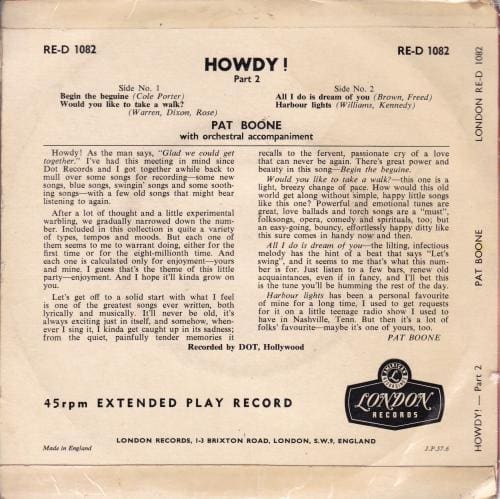 RE-D 1082
RE-D 1082
HOWDY!
Part 2
Side No. 1
Begin the beguine (Cole Porter)
Would you like to take a walk?
(Warren, Dixon, Rose)
Side No. 2
All I do is dream of you (Brown, Freed)
Harbour lights (Williams, Kennedy)
PAT BOONE
with orchestral accompaniment
Howdy! As the man says, "Glad we could get
together." I've had this meeting in mind since
Dot Records and I got together awhile back to
mull over some songs for recording—some new
songs, blue songs, swingin' songs and some sooth-
ing songs—with a few old songs that might bear
listening to again.
After a lot of thought and a little experimental
warbling, we gradually narrowed down the num-
ber. Included in this collection is quite a variety
of types, tempos and moods. But each one of
them seems to me to warrant doing, either for the
first time or for the eight-millionth time. And
each one is calculated only for enjoyment—yours
and mine. I guess that's the theme of this little
party—enjoyment. And I hope it'll kinda grow on
you.
Let's get off to a solid start with what I feel
is one of the greatest songs ever written, both
lyrically and musically. It'll never be old, it's
always exciting just in itself, and somehow, when-
ever I sing it, I kinda get caught up in its sadness;
from the quiet, painfully tender memories it
recalls to the fervent, passionate cry of a love
that can never be again. There's great power and
beauty in this song—Begin the beguine.
Would you like to take a walk?—this one is a
light, breezy change of pace. How would this old
world get along without simple, happy little songs
like this one? Powerful and emotional tunes are
great, love ballads and torch songs are a "must",
folksongs, opera, comedy and spirituals, too; but
an easy-going, bouncy, effortlessly happy ditty like
this sure comes in handy now and then.
All I do is dream of you—the lilting, infectious
melody has the hint of a beat that says "Let's
swing", and it seems to me that's what this num-
ber is for. Just listen to a few bars, renew old
acquaintances, even if in fancy, and I'll bet this
is the tune you'll be humming the rest of the day.
Harbour lights has been a personal favourite
of mine for a long time, I used to get requests
for it on a little teenage radio show I used to
have in Nashville, Tenn. But then it's a lot of
folks' favourite—maybe it's one of yours, too.
PAT BOONE
Recorded by DOT, Hollywood
45rpm EXTENDED PLAY RECORD
AMERICAN
RECORDINGS
LONDON
RECORDS
LONDON RECORDS, 1-3 BRIXTON ROAD, LONDON, S.W.9, ENGLAND
Made in England
J.P.57.6
LONDON RE-D 1082
PAT BOONE
HOWDY! — Part 2